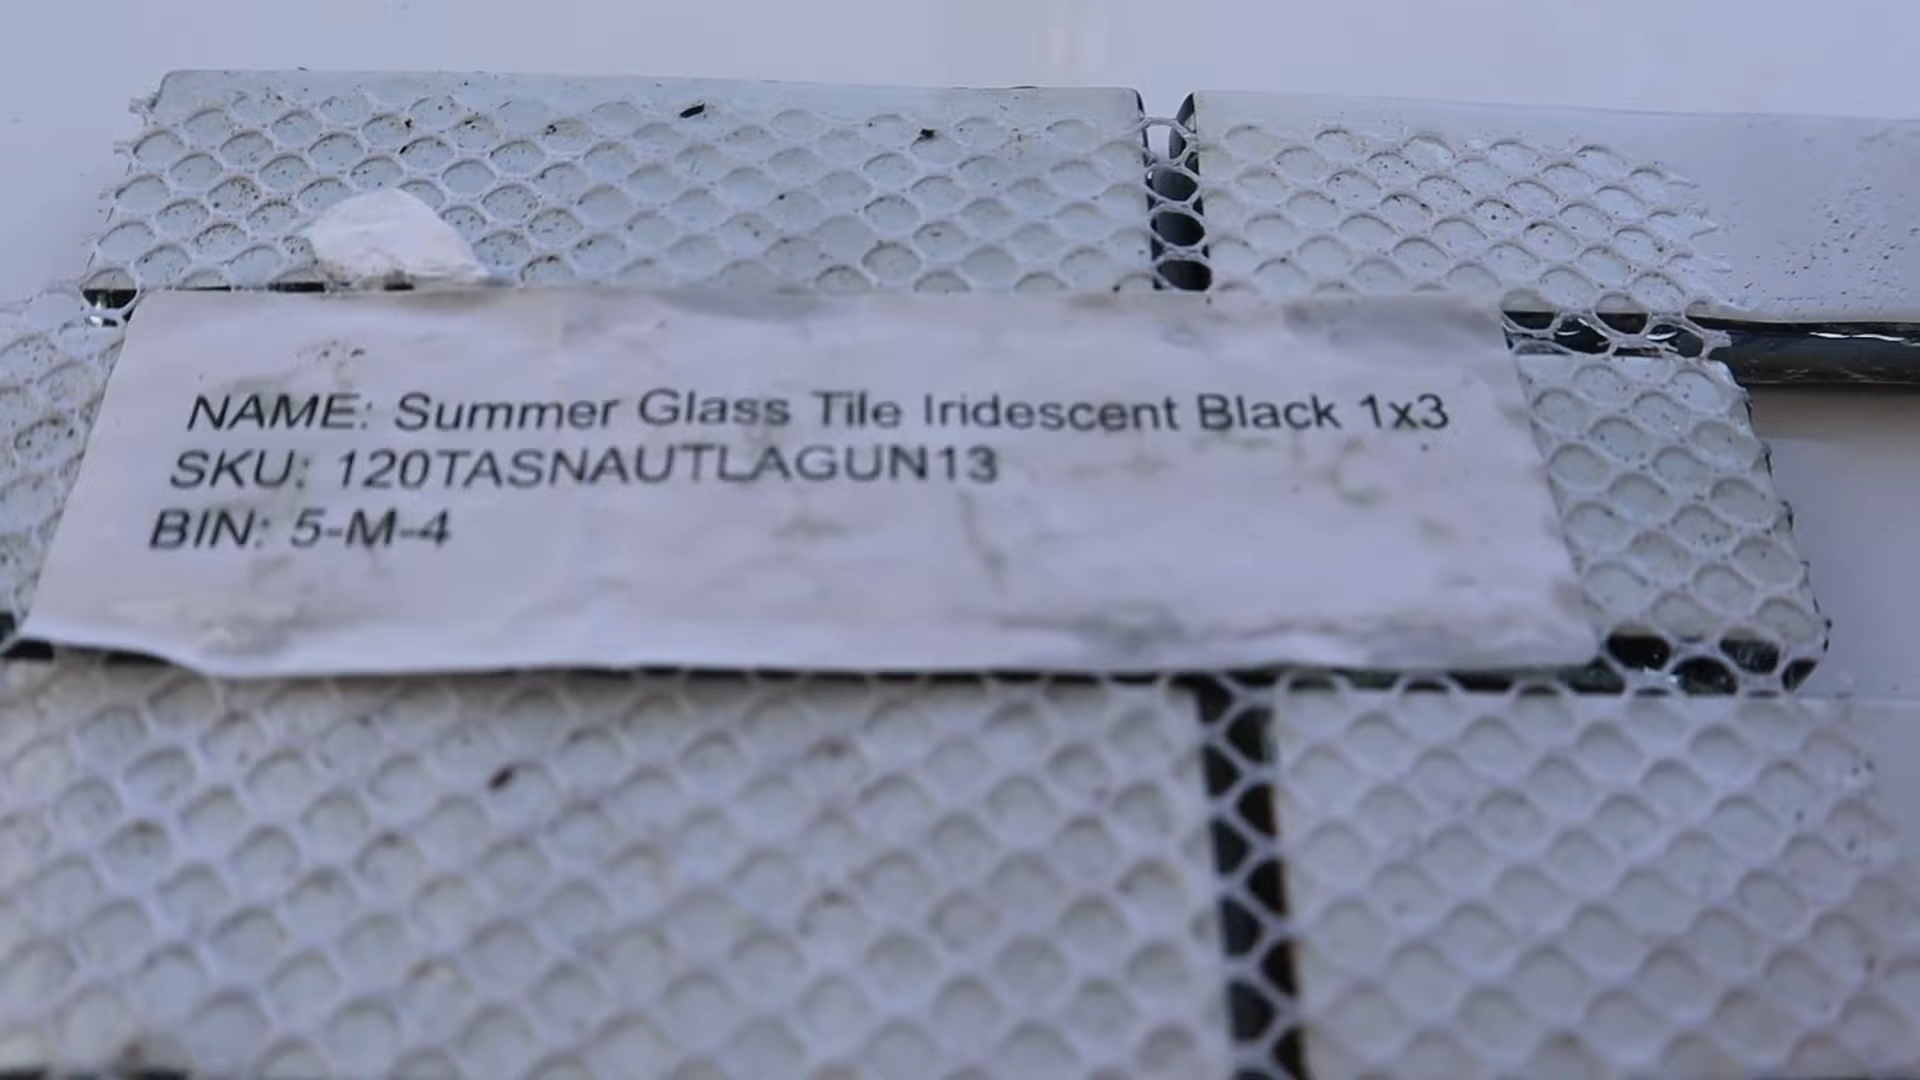 NAME: Summer Glass Tile Iridescent Black 1x3
SKU: 120TASNAUTLAGUN13
BIN: 5-M-4